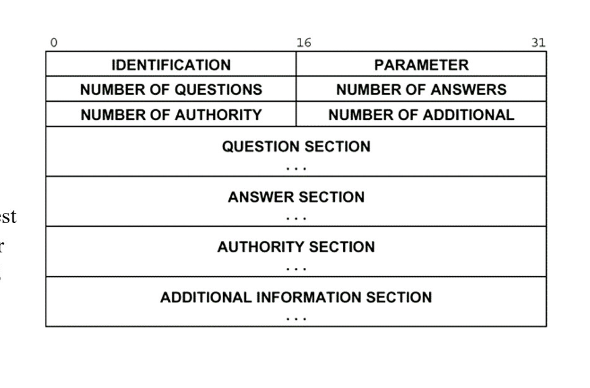 0 16 31
IDENTIFICATION PARAMETER
NUMBER OF QUESTIONS NUMBER OF ANSWERS
NUMBER OF AUTHORITY NUMBER OF ADDITIONAL
QUESTION SECTION
...
ANSWER SECTION
...
AUTHORITY SECTION
...
ADDITIONAL INFORMATION SECTION
...